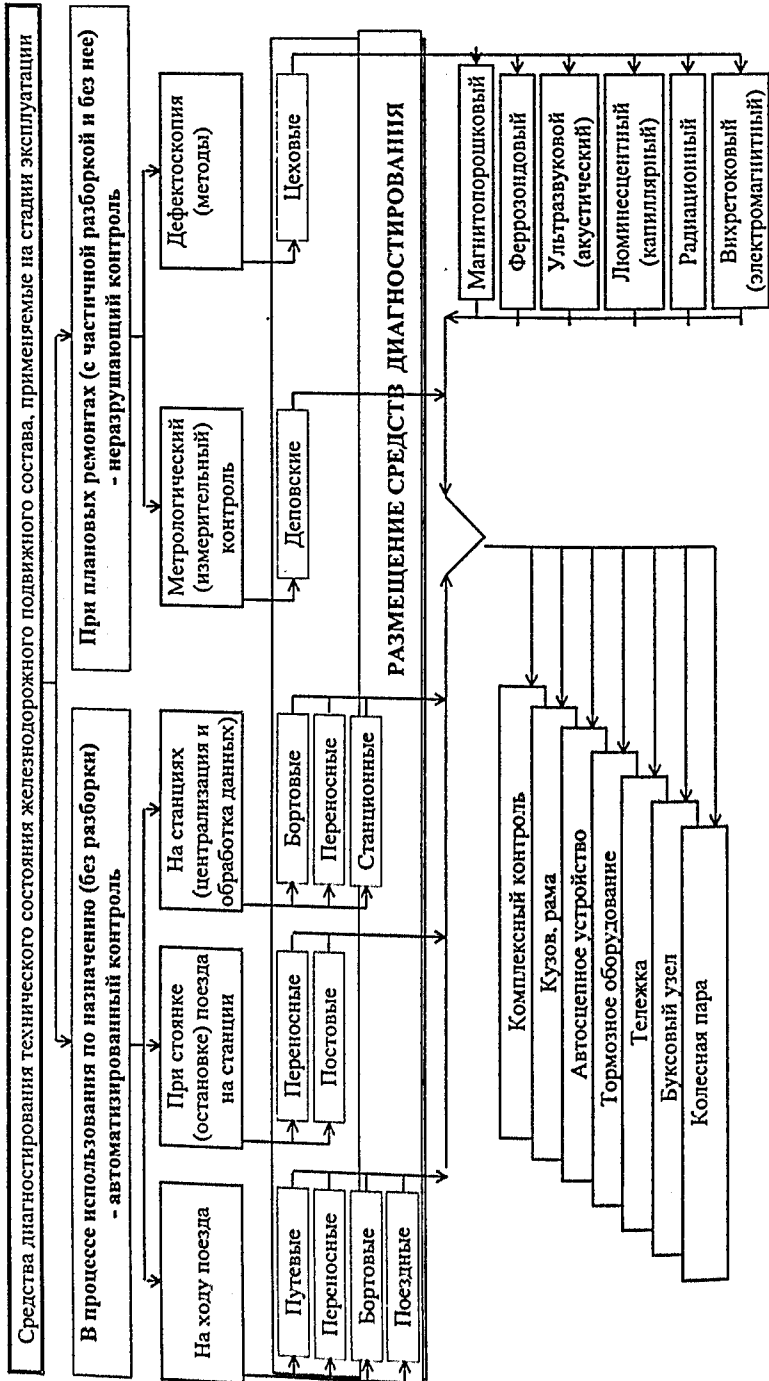 Средства диагностирования технического состояния железнодорожного подвижного состава, применяемые на стадии эксплуатации
В процессе использования по назначению (без разборки)
- автоматизированный контроль
При плановых ремонтах (с частичной разборкой и без нее)
- неразрушающий контроль
На ходу поезда
При стоянке
(остановке) поезда
на станции
На станциях
(централизация и
обработка данных)
Метрологический
(измерительный)
контроль
Дефектоскопия
(методы)
Путевые
Переносные
Бортовые
Поездные
Переносные
Постовые
Бортовые
Переносные
Станционные
Деповские
Цеховые
РАЗМЕЩЕНИЕ СРЕДСТВ ДИАГНОСТИРОВАНИЯ
Магнитопорошковый
Феррозондовый
Ультразвуковой
(акустический)
Люминесцентный
(капиллярный)
Радиационный
Вихретоковый
(электромагнитный)
Комплексный контроль
Кузов, рама
Автосцепное устройство
Тормозное оборудование
Тележка
Буксовый узел
Колесная пара